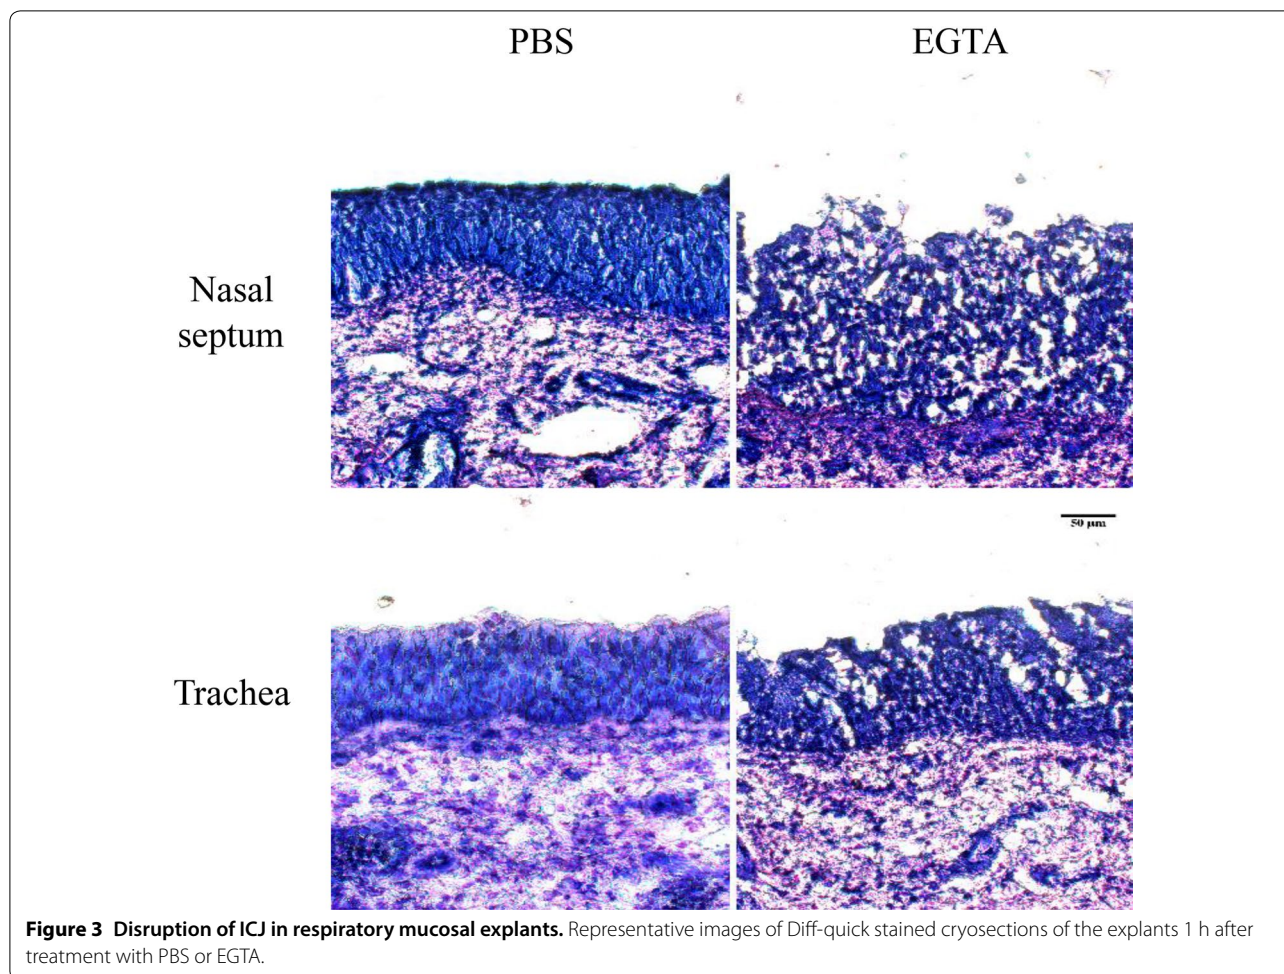 PBS
EGTA
Nasal
septum
50 µm
Trachea
Figure 3 Disruption of ICJ in respiratory mucosal explants. Representative images of Diff-quick stained cryosections of the explants 1 h after
treatment with PBS or EGTA.